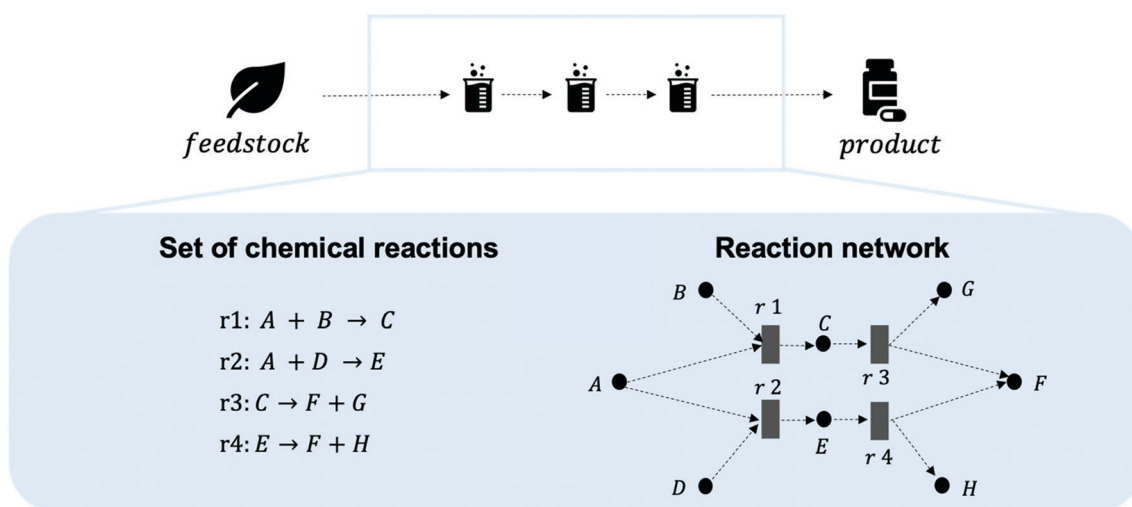 feedstock
product
Set of chemical reactions
r1: A + B → C
r2: A + D → E
r3: C → F + G
r4: E → F + H
Reaction network
B
G
r 1
C
r 3
A
F
r 2
E
r 4
D
H